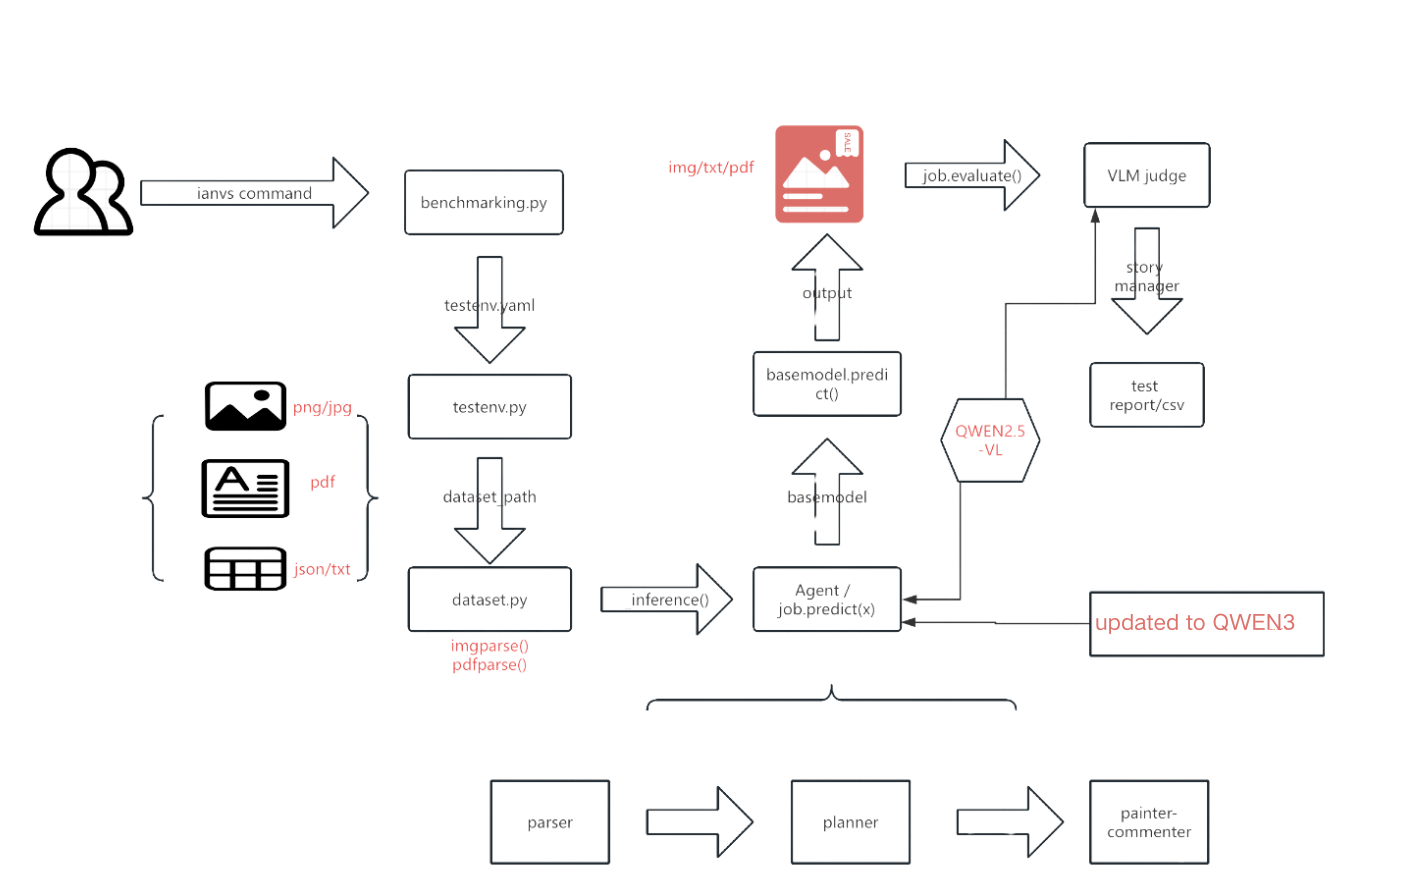 ianvs command
benchmarking.py
testenv.yaml
testenv.py
dataset_path
dataset.py
imgparse()
pdfparse()
png/jpg
pdf
json/txt
inference()
Agent /
job.predict(x)
basemodel
basemodel.predi
ct()
output
img/txt/pdf
SALE
job.evaluate()
VLM judge
story
manager
test
report/csv
QWEN2.5
-VL
updated to QWEN3
parser
planner
painter-
commenter